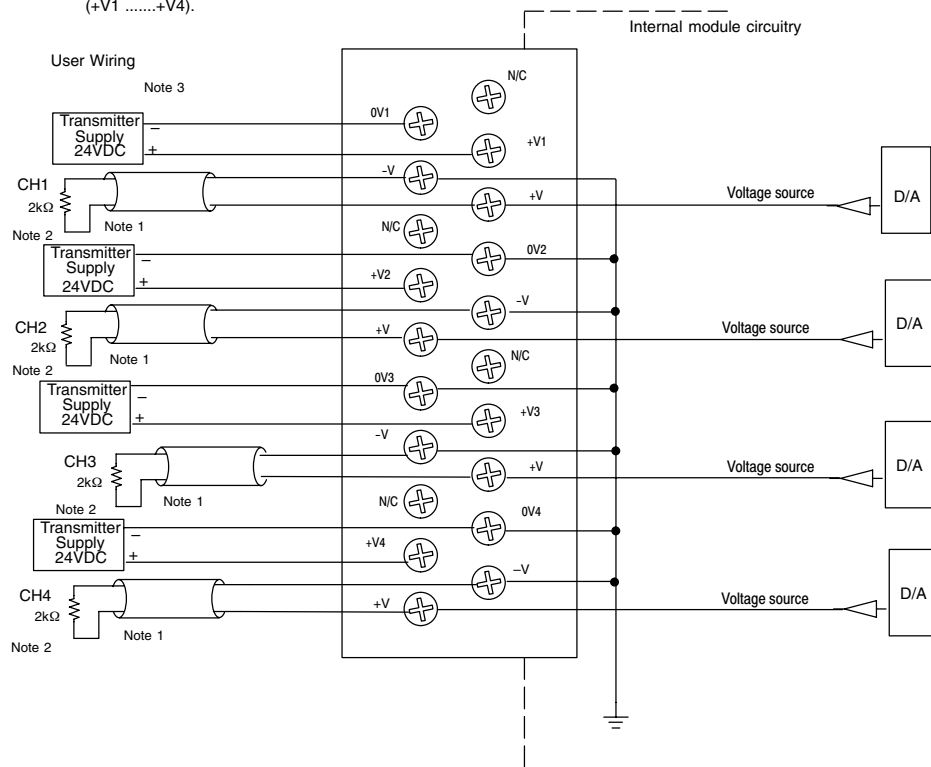 (+V1 .......+V4).
Internal module circuitry
User Wiring
Note 3
N/C
0V1
Transmitter
Supply
24VDC
−
+
+V1
−V
CH1
2kΩ
Note 1
Note 2
+V
Voltage source
D/A
N/C
Transmitter
Supply
24VDC
−
+
0V2
+V2
−V
CH2
2kΩ
Note 1
Note 2
+V
Voltage source
D/A
N/C
Transmitter
Supply
24VDC
−
+
0V3
+V3
−V
CH3
2kΩ
Note 1
Note 2
+V
Voltage source
D/A
N/C
Transmitter
Supply
24VDC
−
+
0V4
+V4
−V
CH4
2kΩ
Note 1
Note 2
+V
Voltage source
D/A